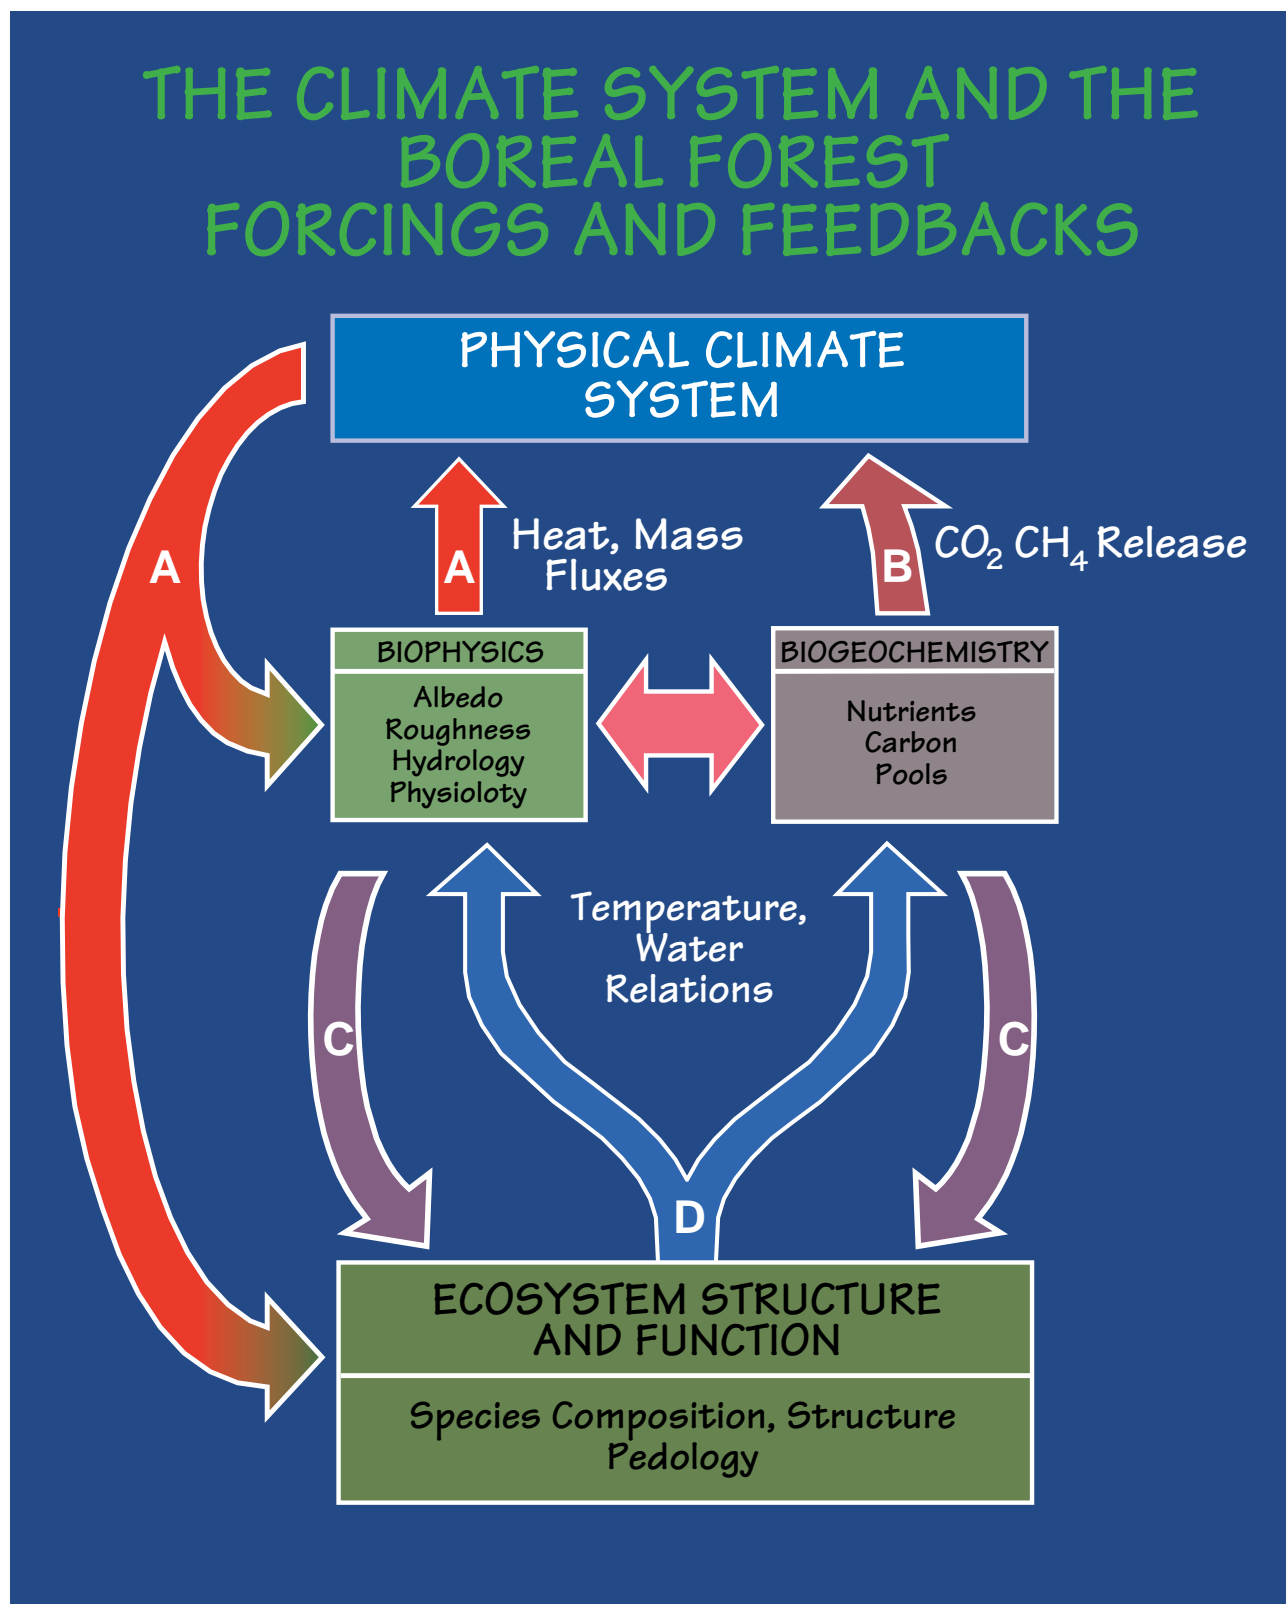 THE CLIMATE SYSTEM AND THE
BOREAL FOREST
FORCINGS AND FEEDBACKS
PHYSICAL CLIMATE
SYSTEM
A
A
Heat, Mass
Fluxes
B
CO2 CH4 Release
BIOPHYSICS
Albedo
Roughness
Hydrology
Physioloty
BIOGEOCHEMISTRY
Nutrients
Carbon
Pools
Temperature,
Water
Relations
C
C
D
ECOSYSTEM STRUCTURE
AND FUNCTION
Species Composition, Structure
Pedology